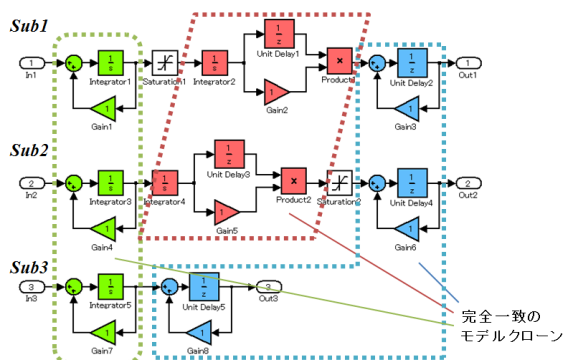 Sub1
1
In1
1
s
Integrator1
1
Gain1
Saturation1
1
s
Integrator2
1
z
Unit Delay1
1
Gain2
×
Product1
1
z
Unit Delay2
1
Gain3
1
Out1
Sub2
2
In2
1
s
Integrator3
1
Gain4
1
s
Integrator4
1
z
Unit Delay3
1
Gain5
×
Product2
Saturation2
1
z
Unit Delay4
1
Gain6
2
Out2
Sub3
3
In3
1
s
Integrator5
1
Gain7
1
z
Unit Delay5
1
Gain8
3
Out3
完全一致の
モデルクローン